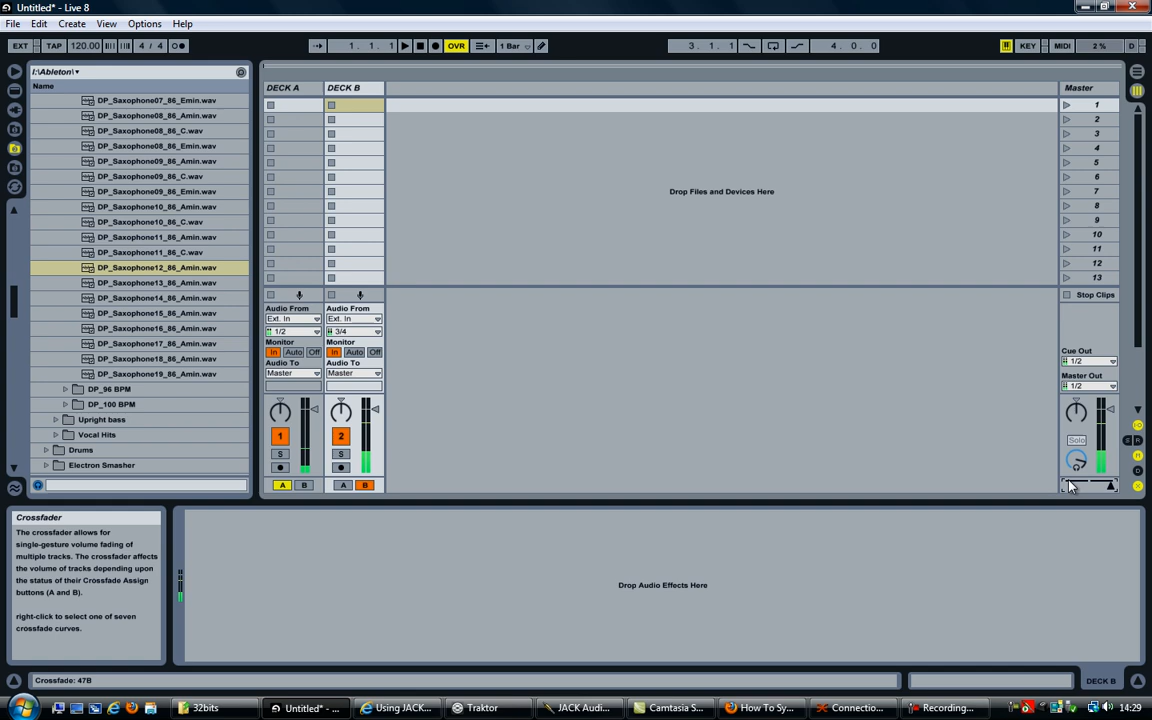 Untitled* - Live 8
File Edit Create View Options Help
EXT TAP 120.00 4 / 4 1. 1. 1 OVR 1 Bar 3. 1. 1 4. 0. 0 KEY MIDI 2 % D
I:\Ableton\
Name
DP_Saxophone07_86_Emin.wav
DP_Saxophone08_86_Amin.wav
DP_Saxophone08_86_C.wav
DP_Saxophone08_86_Emin.wav
DP_Saxophone09_86_Amin.wav
DP_Saxophone09_86_C.wav
DP_Saxophone09_86_Emin.wav
DP_Saxophone10_86_Amin.wav
DP_Saxophone10_86_C.wav
DP_Saxophone11_86_Amin.wav
DP_Saxophone11_86_C.wav
DP_Saxophone12_86_Amin.wav
DP_Saxophone13_86_Amin.wav
DP_Saxophone14_86_Amin.wav
DP_Saxophone15_86_Amin.wav
DP_Saxophone16_86_Amin.wav
DP_Saxophone17_86_Amin.wav
DP_Saxophone18_86_Amin.wav
DP_Saxophone19_86_Amin.wav
DP_96 BPM
DP_100 BPM
Upright bass
Vocal Hits
Drums
Electron Smasher
DECK A DECK B Master
1
2
3
4
5
6
7
8
9
10
11
12
13
Drop Files and Devices Here
Stop Clips
Audio From Audio From
Ext. In Ext. In
1/2 3/4
Monitor Monitor
In Auto Off In Auto Off
Audio To Audio To
Master Master
Cue Out
1/2
Master Out
1/2
1 2 Solo
S S
A B A B
S R
D
Crossfader
The crossfader allows for
single-gesture volume fading of
multiple tracks. The crossfader affects
the volume of tracks depending upon
the status of their Crossfade Assign
buttons (A and B).
right-click to select one of seven
crossfade curves.
Drop Audio Effects Here
Crossfade: 47B
DECK B
32bits Untitled* - ... Using JACK... Traktor JACK Audi... Camtasia S... How To Sy... Connectio... Recording... 14:29